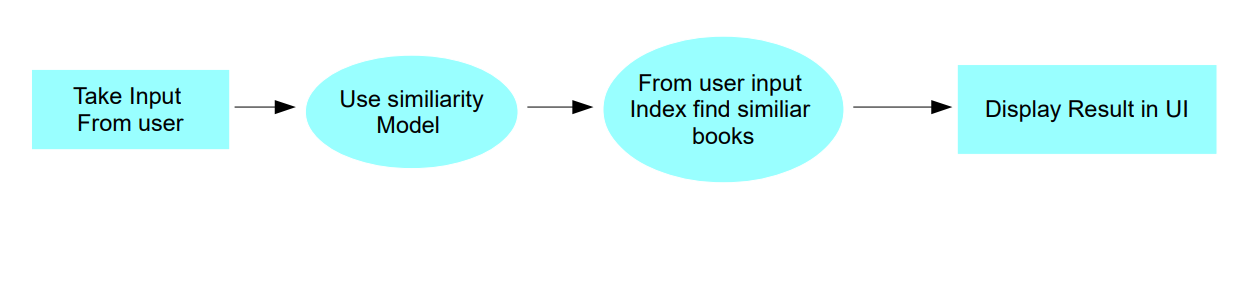 Take Input
From user
Use similiarity
Model
From user input
Index find similiar
books
Display Result in UI